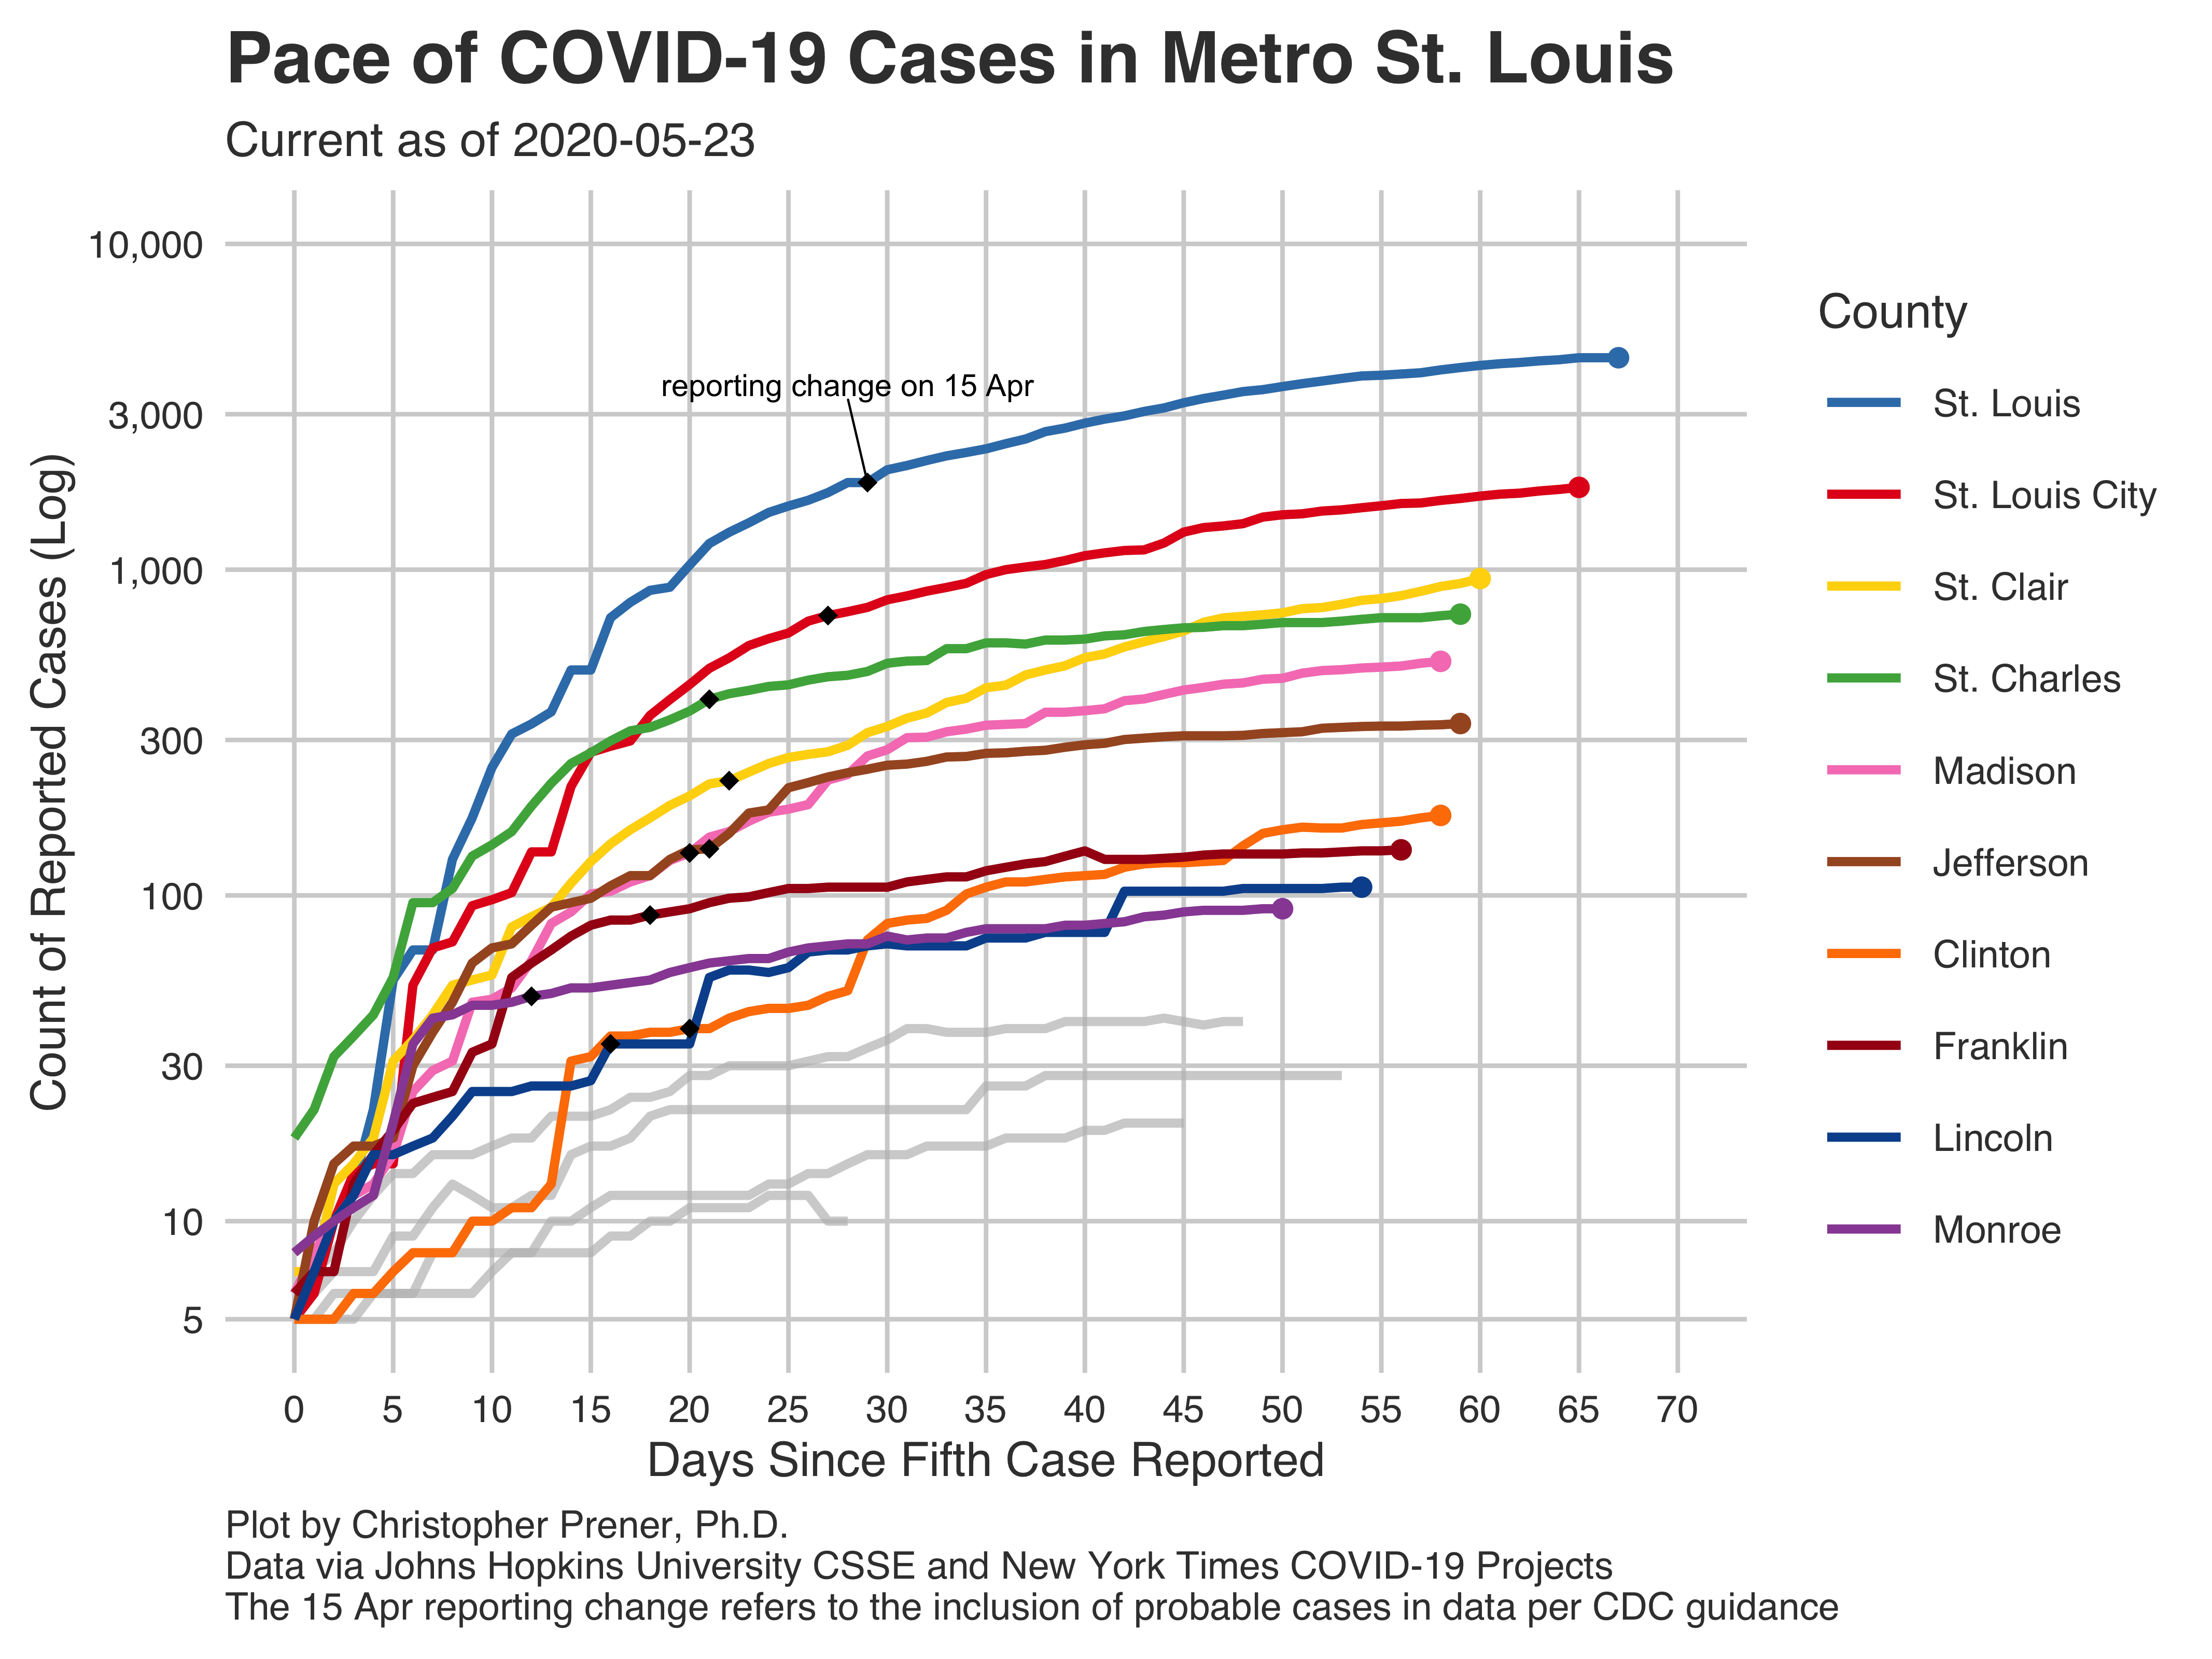 Pace of COVID-19 Cases in Metro St. Louis
Current as of 2020-05-23
Count of Reported Cases (Log)
10,000
3,000
1,000
300
100
30
10
5
reporting change on 15 Apr
0 5 10 15 20 25 30 35 40 45 50 55 60 65 70
Days Since Fifth Case Reported
County
St. Louis
St. Louis City
St. Clair
St. Charles
Madison
Jefferson
Clinton
Franklin
Lincoln
Monroe
Plot by Christopher Prener, Ph.D.
Data via Johns Hopkins University CSSE and New York Times COVID-19 Projects
The 15 Apr reporting change refers to the inclusion of probable cases in data per CDC guidance